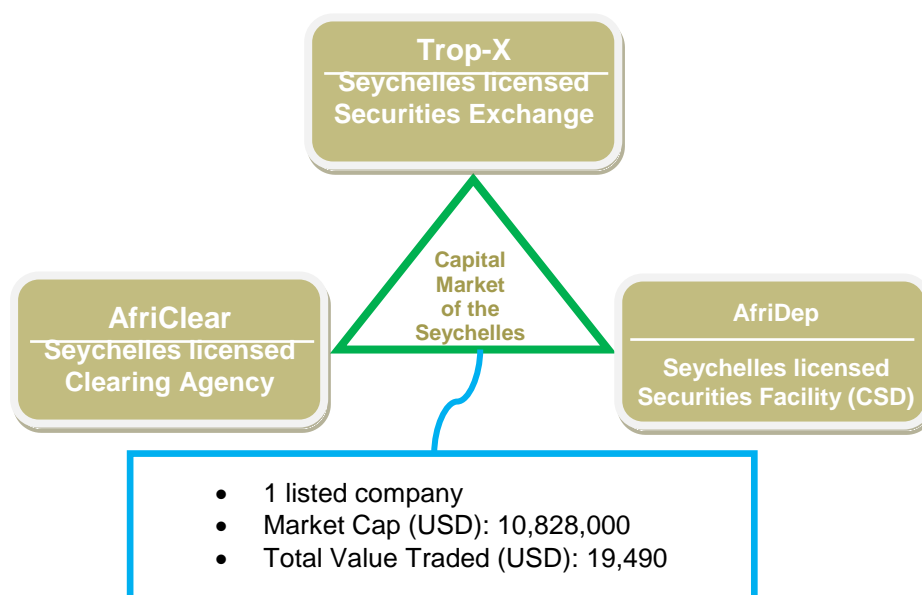 Trop-X
Seychelles licensed
Securities Exchange
Capital
Market
of the
Seychelles
AfriClear
Seychelles licensed
Clearing Agency
AfriDep
Seychelles licensed
Securities Facility (CSD)
• 1 listed company
• Market Cap (USD): 10,828,000
• Total Value Traded (USD): 19,490